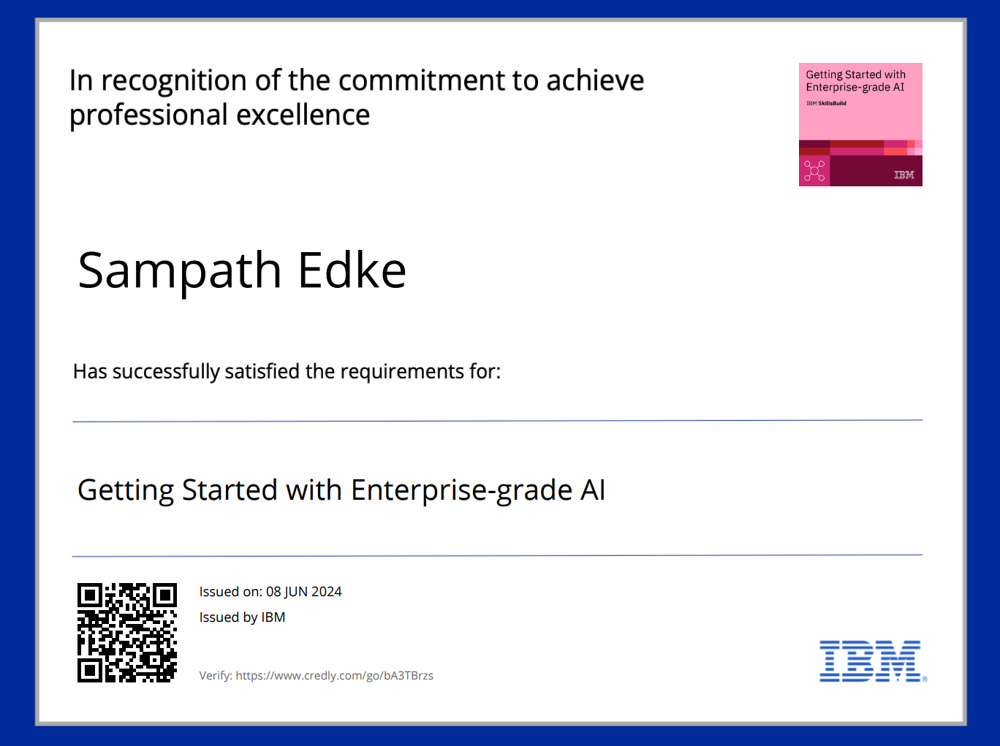 In recognition of the commitment to achieve
professional excellence
Getting Started with
Enterprise-grade AI
IBM SkillsBuild
IBM
Sampath Edke
Has successfully satisfied the requirements for:
Getting Started with Enterprise-grade AI
Issued on: 08 JUN 2024
Issued by IBM
Verify: https://www.credly.com/go/bA3TBrzs
IBM®